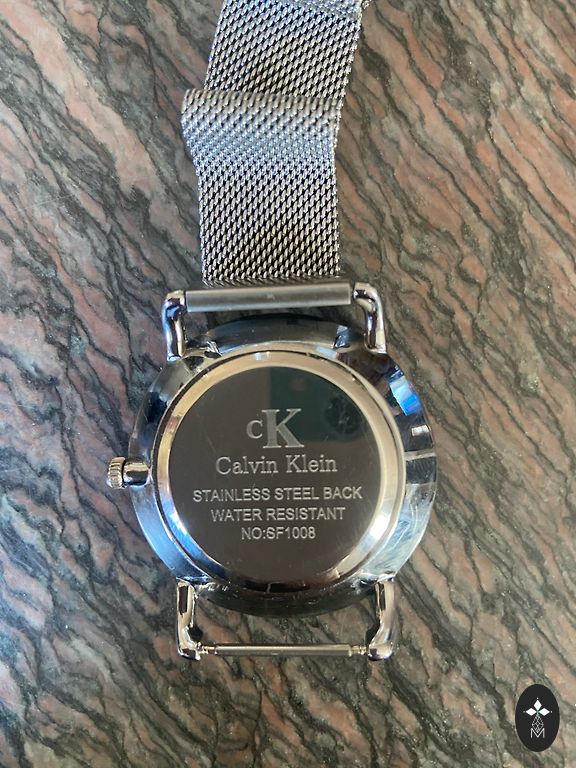 cK
Calvin Klein
STAINLESS STEEL BACK
WATER RESISTANT
NO:SF1008
M